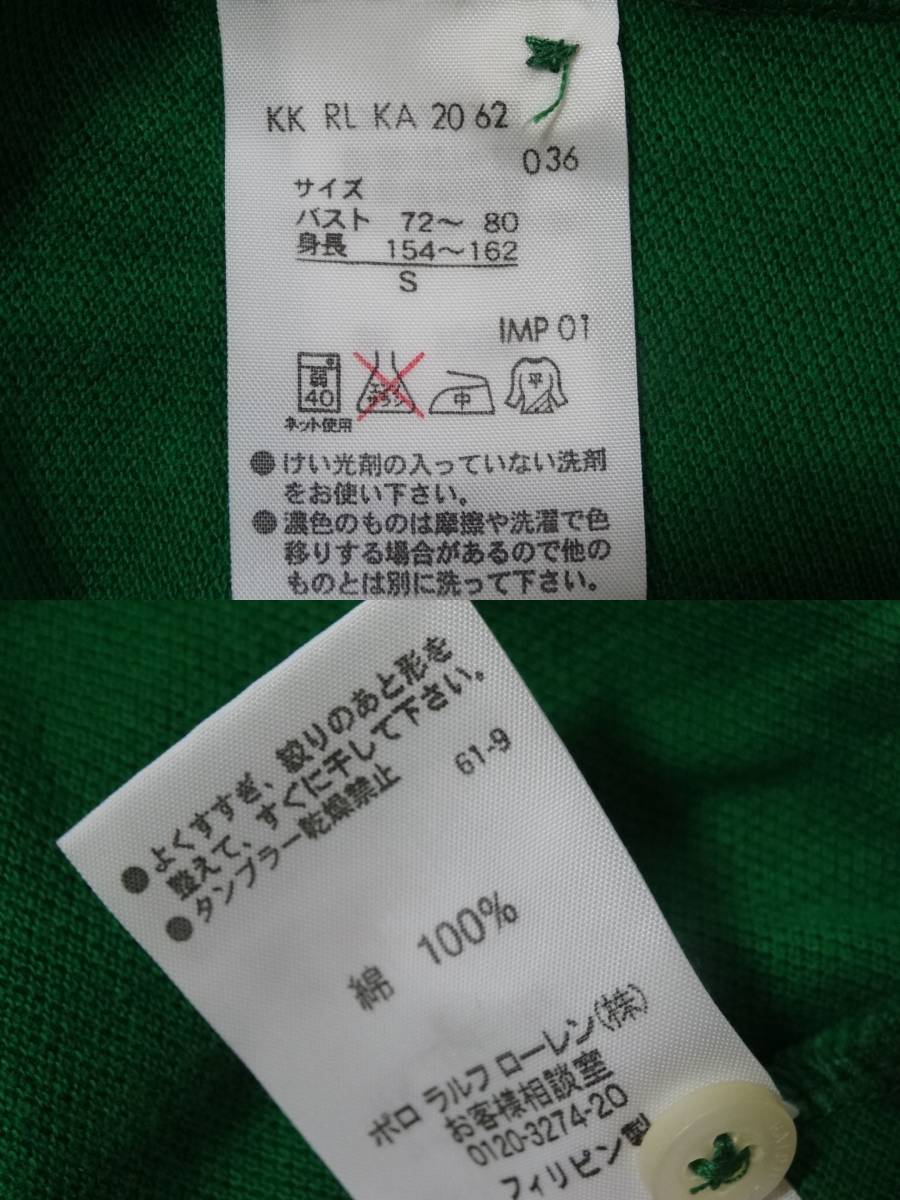 KK RL KA 20 62
036
サイズ
バスト 72～ 80
身長 154～162
S
IMP 01
弱
40
中
平
ネット使用
●けい光剤の入っていない洗剤
をお使い下さい。
●濃色のものは摩擦や洗濯で色
移りする場合があるので他の
ものとは別に洗って下さい。
●よくすすぎ、絞りのあと形を
整えて、すぐに干して下さい。
●タンブラー乾燥禁止
61-9
綿 100%
ポロ ラルフ ローレン(株)
お客様相談室
0120-3274-20
フィリピン製